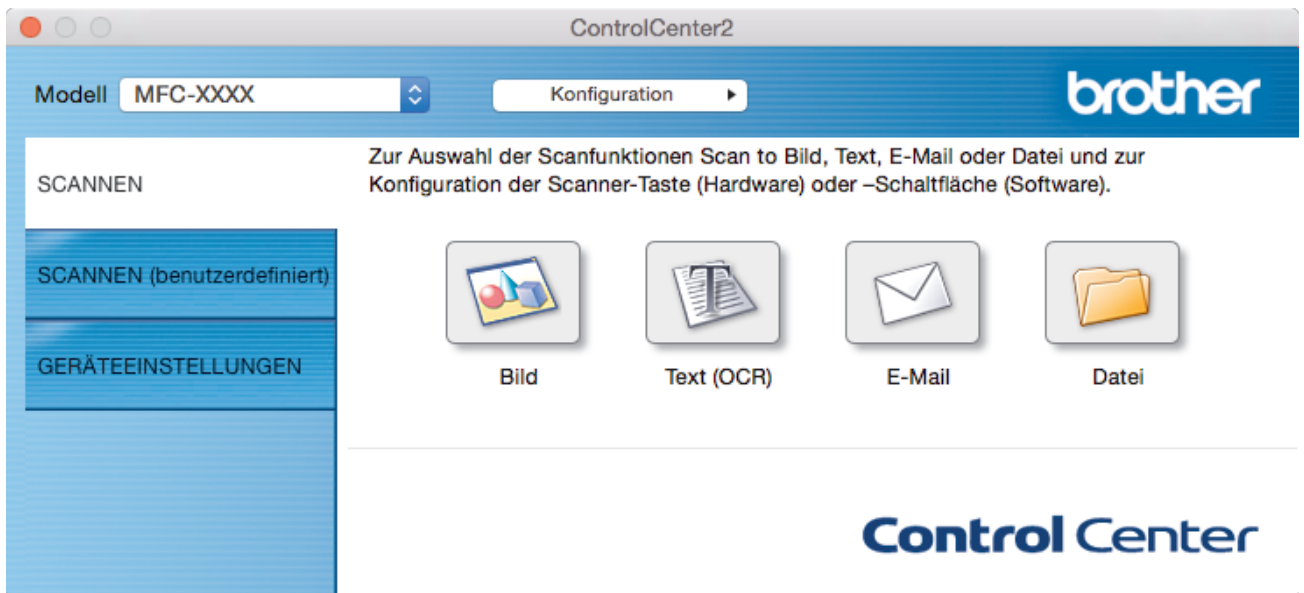 ControlCenter2
Modell MFC-XXXX Konfiguration
brother
SCANNEN
SCANNEN (benutzerdefiniert)
GERÄTEEINSTELLUNGEN
Zur Auswahl der Scanfunktionen Scan to Bild, Text, E-Mail oder Datei und zur
Konfiguration der Scanner-Taste (Hardware) oder –Schaltfläche (Software).
Bild Text (OCR) E-Mail Datei
Control Center